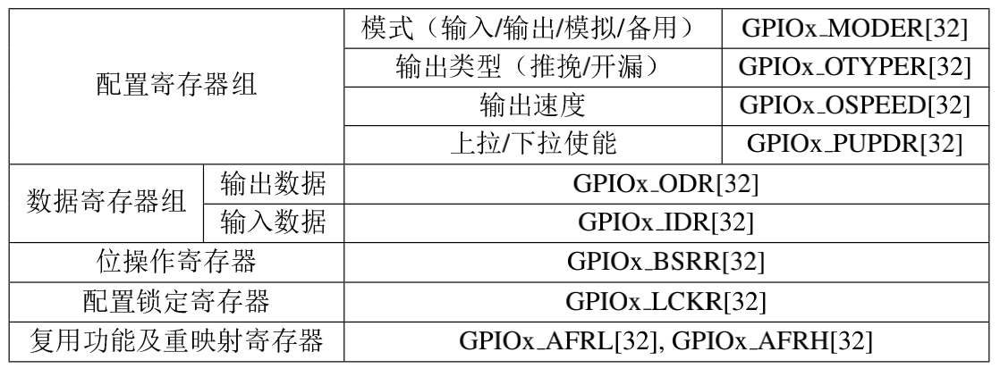 配置寄存器组
模式（输入/输出/模拟/备用） GPIOx_MODER[32]
输出类型（推挽/开漏） GPIOx_OTYPER[32]
输出速度 GPIOx_OSPEED[32]
上拉/下拉使能 GPIOx_PUPDR[32]
数据寄存器组
输出数据 GPIOx_ODR[32]
输入数据 GPIOx_IDR[32]
位操作寄存器 GPIOx_BSRR[32]
配置锁定寄存器 GPIOx_LCKR[32]
复用功能及重映射寄存器 GPIOx_AFRL[32], GPIOx_AFRH[32]